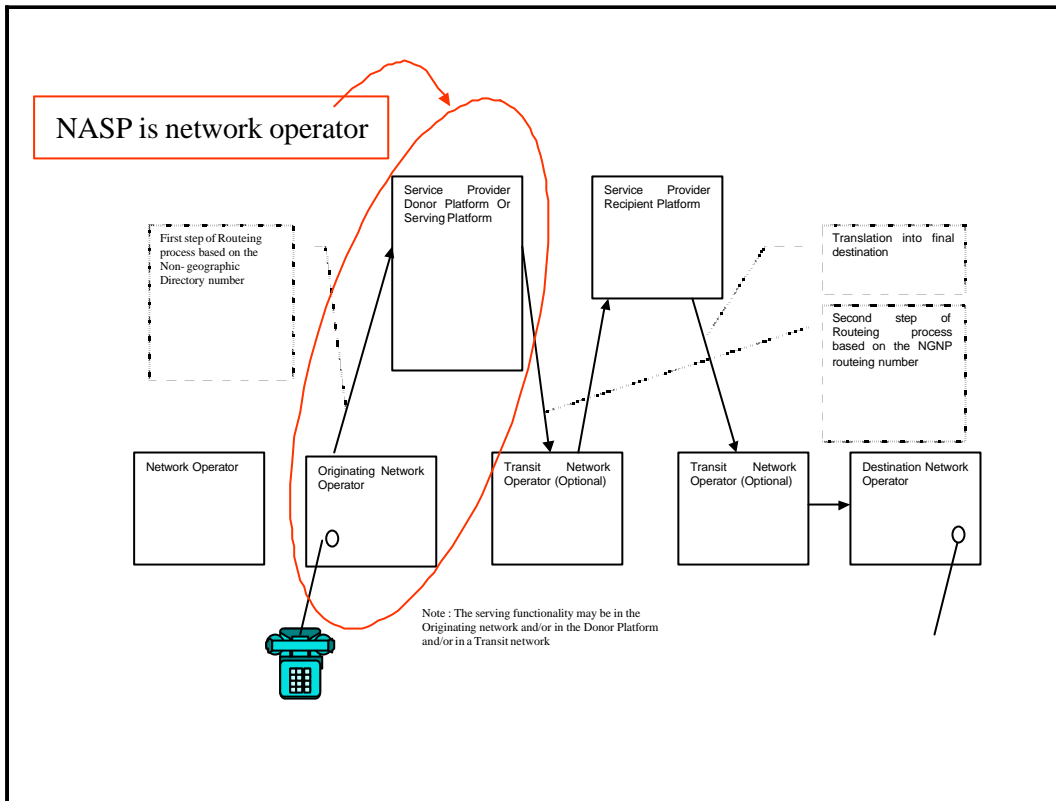 NASP is network operator
First step of Routeing
process based on the
Non- geographic
Directory number
Service Provider
Donor Platform Or
Serving Platform
Service Provider
Recipient Platform
Translation into final
destination
Second step of
Routeing process
based on the NGNP
routeing number
Network Operator
Originating Network
Operator
Transit Network
Operator (Optional)
Transit Network
Operator (Optional)
Destination Network
Operator
Note : The serving functionality may be in the
Originating network and/or in the Donor Platform
and/or in a Transit network